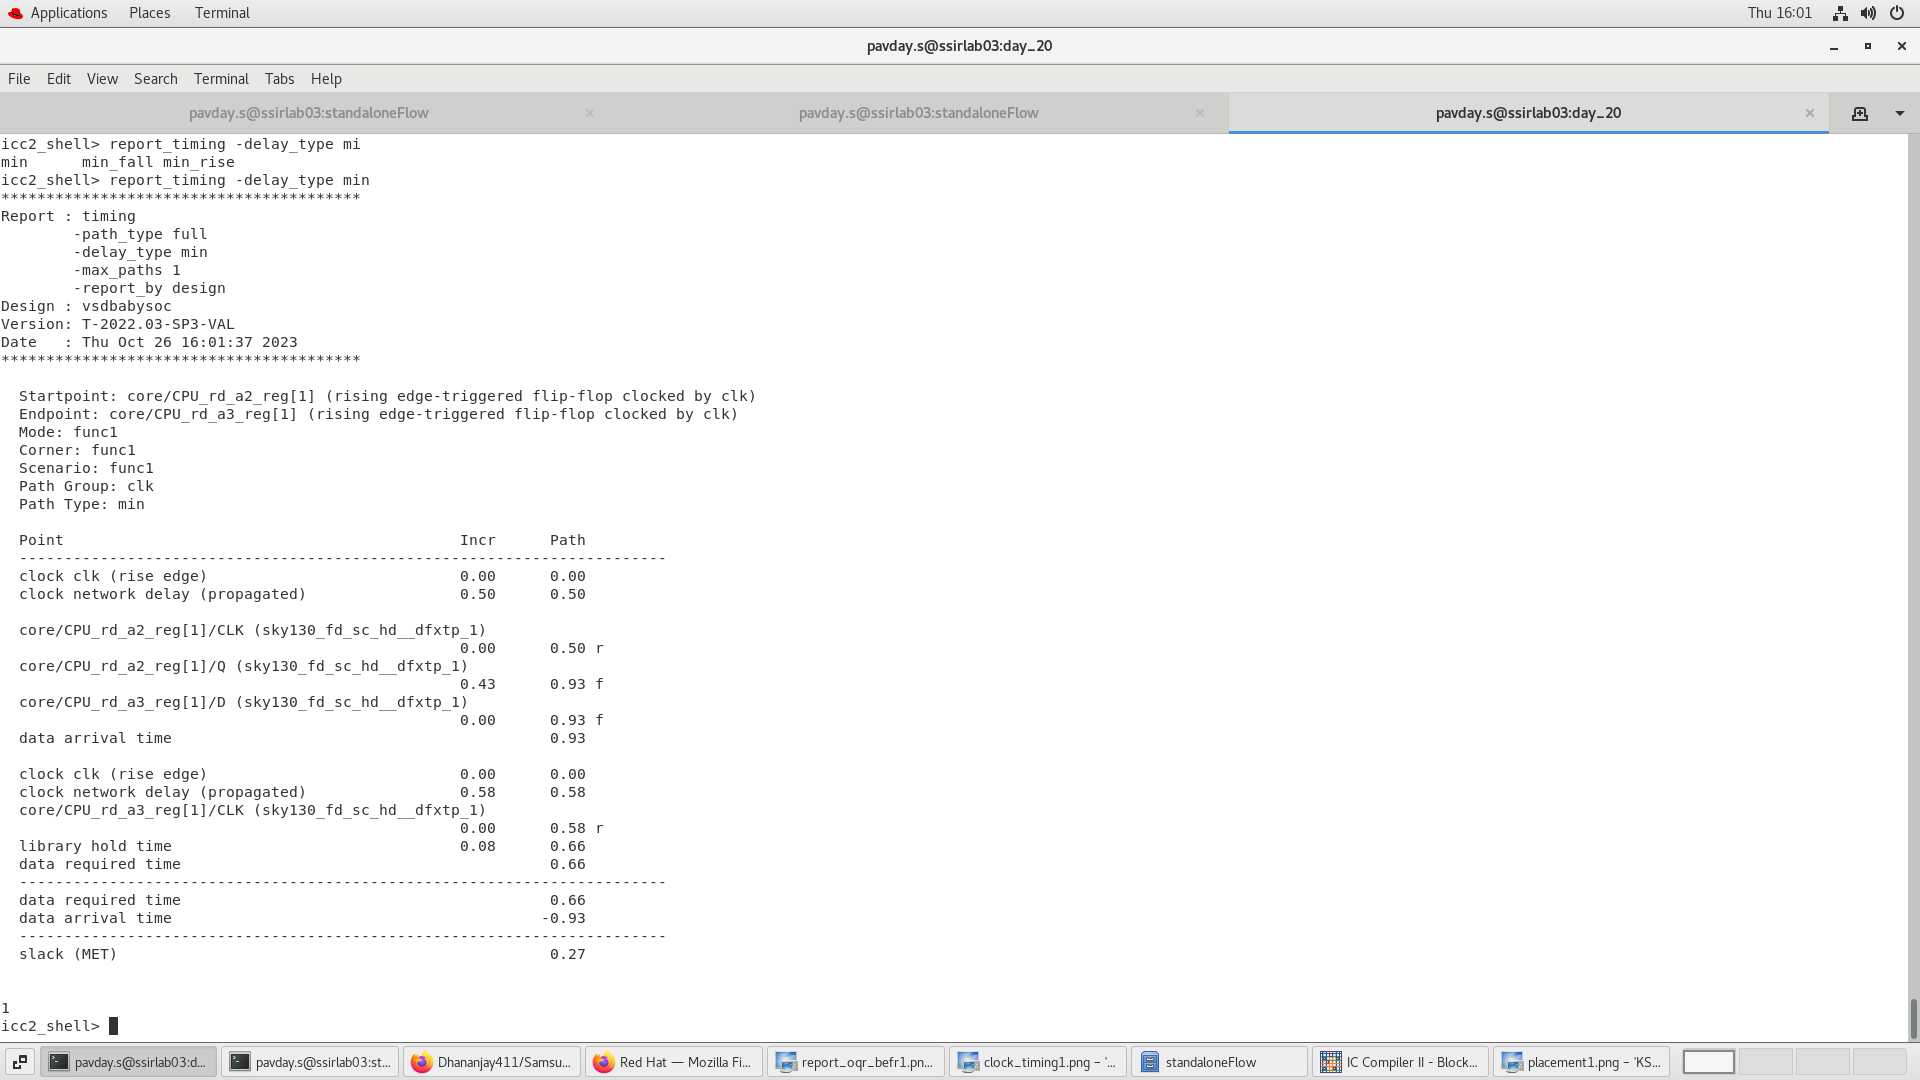 Applications Places Terminal Thu 16:01
pavday.s@ssirlab03:day_20
File Edit View Search Terminal Tabs Help
pavday.s@ssirlab03:standaloneFlow × pavday.s@ssirlab03:standaloneFlow × pavday.s@ssirlab03:day_20 ×
icc2_shell> report_timing -delay_type mi
min      min_fall min_rise
icc2_shell> report_timing -delay_type min
****************************************
Report : timing
        -path_type full
        -delay_type min
        -max_paths 1
        -report_by design
Design : vsdbabysoc
Version: T-2022.03-SP3-VAL
Date   : Thu Oct 26 16:01:37 2023
****************************************
  Startpoint: core/CPU_rd_a2_reg[1] (rising edge-triggered flip-flop clocked by clk)
  Endpoint: core/CPU_rd_a3_reg[1] (rising edge-triggered flip-flop clocked by clk)
  Mode: func1
  Corner: func1
  Scenario: func1
  Path Group: clk
  Path Type: min
  Point                                            Incr      Path
  ------------------------------------------------------------------------
  clock clk (rise edge)                            0.00      0.00
  clock network delay (propagated)                 0.50      0.50
  core/CPU_rd_a2_reg[1]/CLK (sky130_fd_sc_hd__dfxtp_1)
                                                   0.00      0.50 r
  core/CPU_rd_a2_reg[1]/Q (sky130_fd_sc_hd__dfxtp_1)
                                                   0.43      0.93 f
  core/CPU_rd_a3_reg[1]/D (sky130_fd_sc_hd__dfxtp_1)
                                                   0.00      0.93 f
  data arrival time                                          0.93
  clock clk (rise edge)                            0.00      0.00
  clock network delay (propagated)                 0.58      0.58
  core/CPU_rd_a3_reg[1]/CLK (sky130_fd_sc_hd__dfxtp_1)
                                                   0.00      0.58 r
  library hold time                                0.08      0.66
  data required time                                         0.66
  ------------------------------------------------------------------------
  data required time                                         0.66
  data arrival time                                         -0.93
  ------------------------------------------------------------------------
  slack (MET)                                                0.27
1
icc2_shell>
pavday.s@ssirlab03:d... pavday.s@ssirlab03:st... Dhananjay411/Samsu... Red Hat — Mozilla Fi... report_oqr_befr1.pn... clock_timing1.png – '... standaloneFlow IC Compiler II - Block... placement1.png – 'KS...